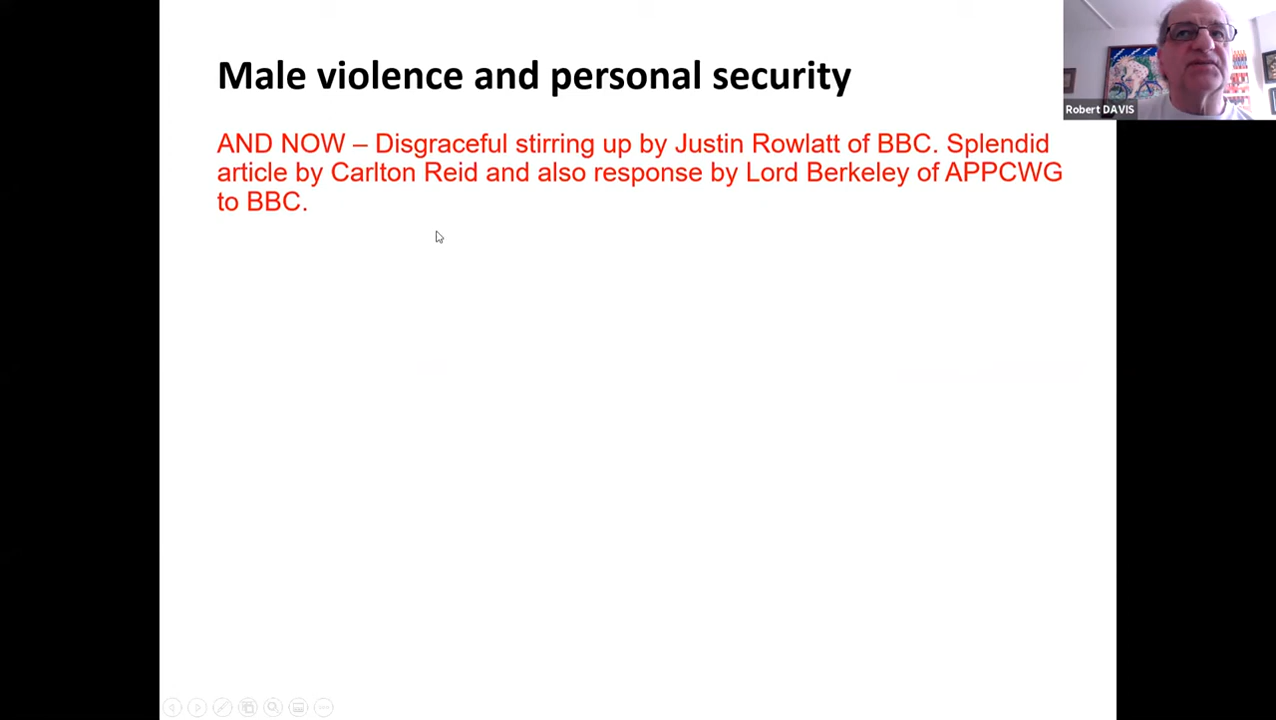 Male violence and personal security
AND NOW – Disgraceful stirring up by Justin Rowlatt of BBC. Splendid
article by Carlton Reid and also response by Lord Berkeley of APPCWG
to BBC.
Robert DAVIS